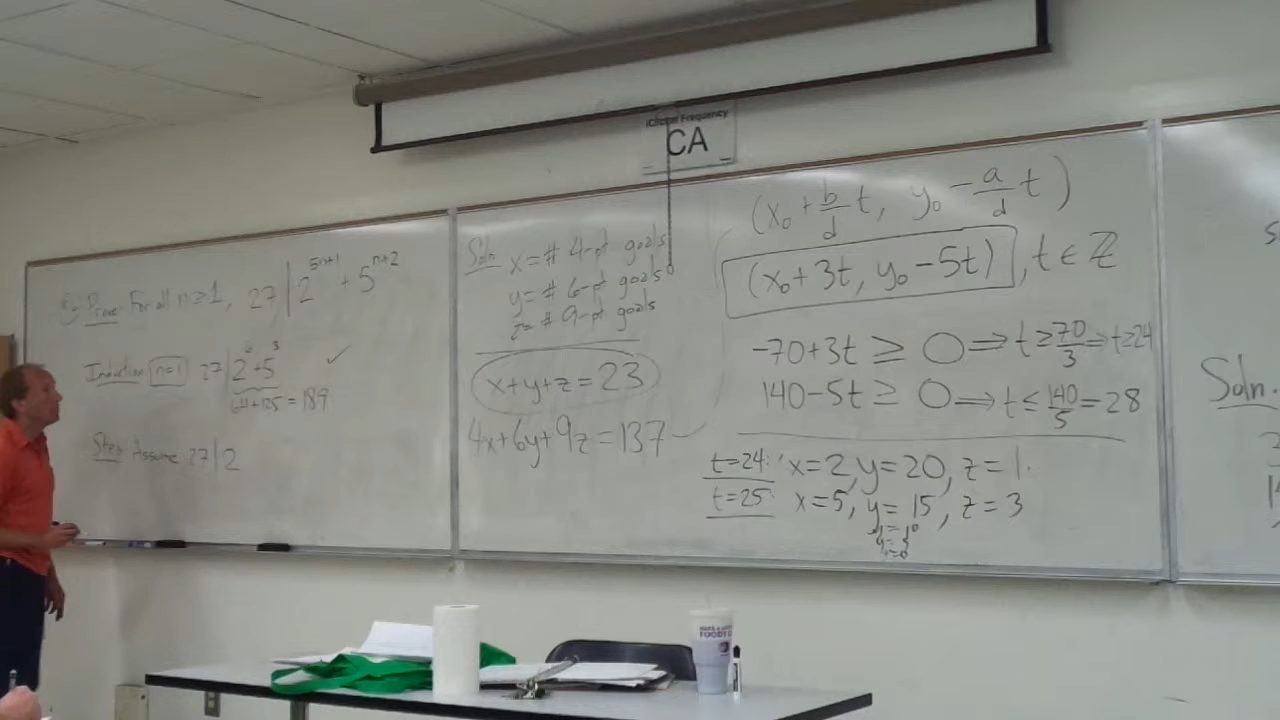 Prove: For all n≥1, 27 | 2^(5n+1) + 5^(n+2)
Induction n=1 27 | 2^6 + 5^3 ✓
64+125 = 189
Step Assume 27 | 2
Soln x = # 4-pt goals
y = # 6-pt goals
z = # 9-pt goals
x+y+z = 23
4x+6y+9z = 137
CA
(x₀ + b/d t, y₀ - a/d t)
(x₀+3t, y₀-5t), t ∈ ℤ
-70+3t ≥ 0 ⇒ t ≥ 70/3 ⇒ t≥24
140-5t ≥ 0 ⇒ t ≤ 140/5 = 28
t=24: x=2, y=20, z=1.
t=25: x=5, y=15, z=3
Soln.
FOODS